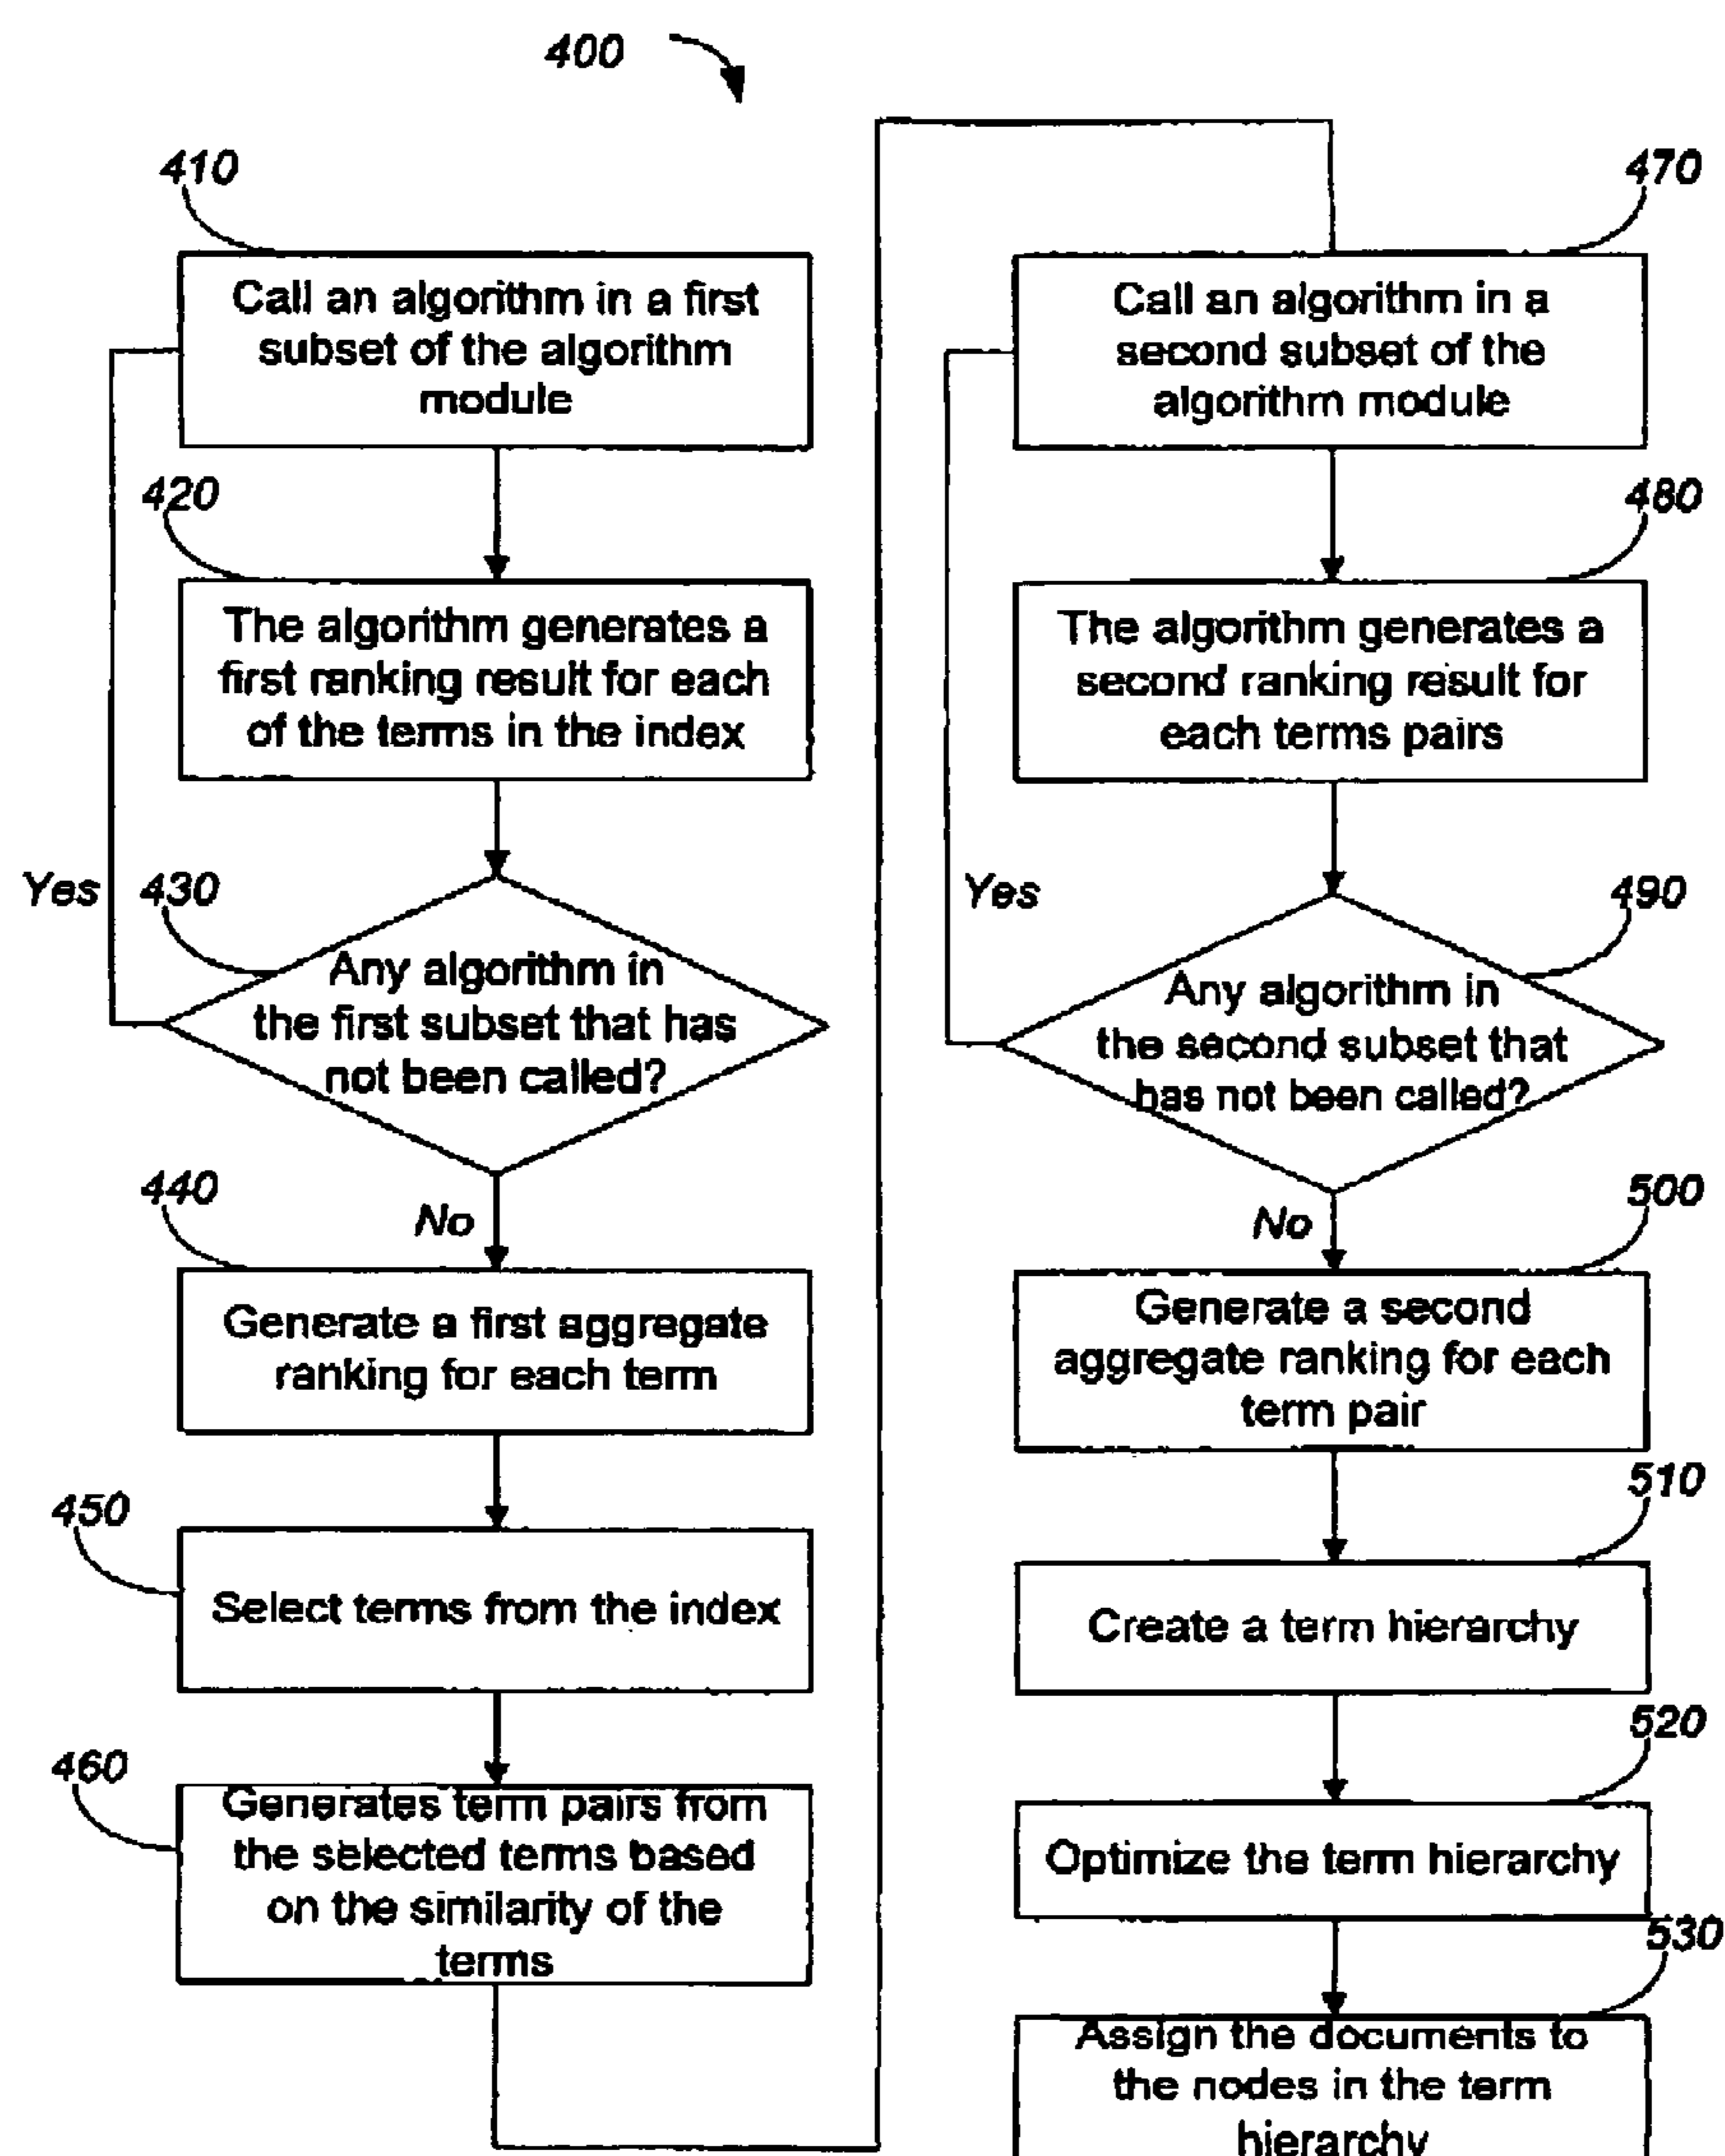 400
410
Call an algorithm in a first
subset of the algorithm
module
420
The algorithm generates a
first ranking result for each
of the terms in the index
Yes
430
Any algorithm in
the first subset that has
not been called?
No
440
Generate a first aggregate
ranking for each term
450
Select terms from the index
460
Generates term pairs from
the selected terms based
on the similarity of the
terms
470
Call an algorithm in a
second subset of the
algorithm module
480
The algorithm generates a
second ranking result for
each terms pairs
Yes
490
Any algorithm in
the second subset that
has not been called?
No
500
Generate a second
aggregate ranking for each
term pair
510
Create a term hierarchy
520
Optimize the term hierarchy
530
Assign the documents to
the nodes in the term
hierarchy